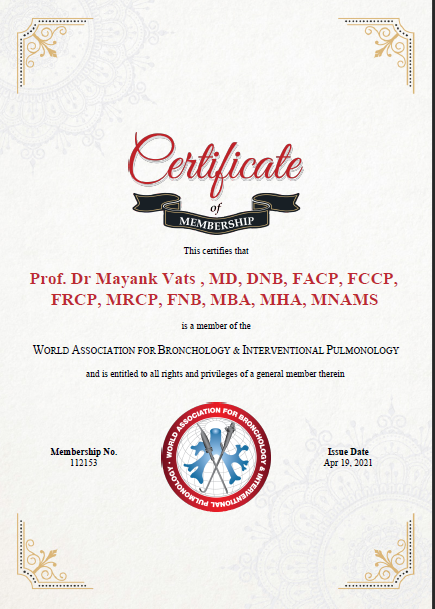 Certificate
of
MEMBERSHIP
This certifies that
Prof. Dr Mayank Vats , MD, DNB, FACP, FCCP,
FRCP, MRCP, FNB, MBA, MHA, MNAMS
is a member of the
WORLD ASSOCIATION FOR BRONCHOLOGY & INTERVENTIONAL PULMONOLOGY
and is entitled to all rights and privileges of a general member therein
WORLD ASSOCIATION FOR BRONCHOLOGY & INTERVENTIONAL PULMONOLOGY •
Membership No.
112153
Issue Date
Apr 19, 2021